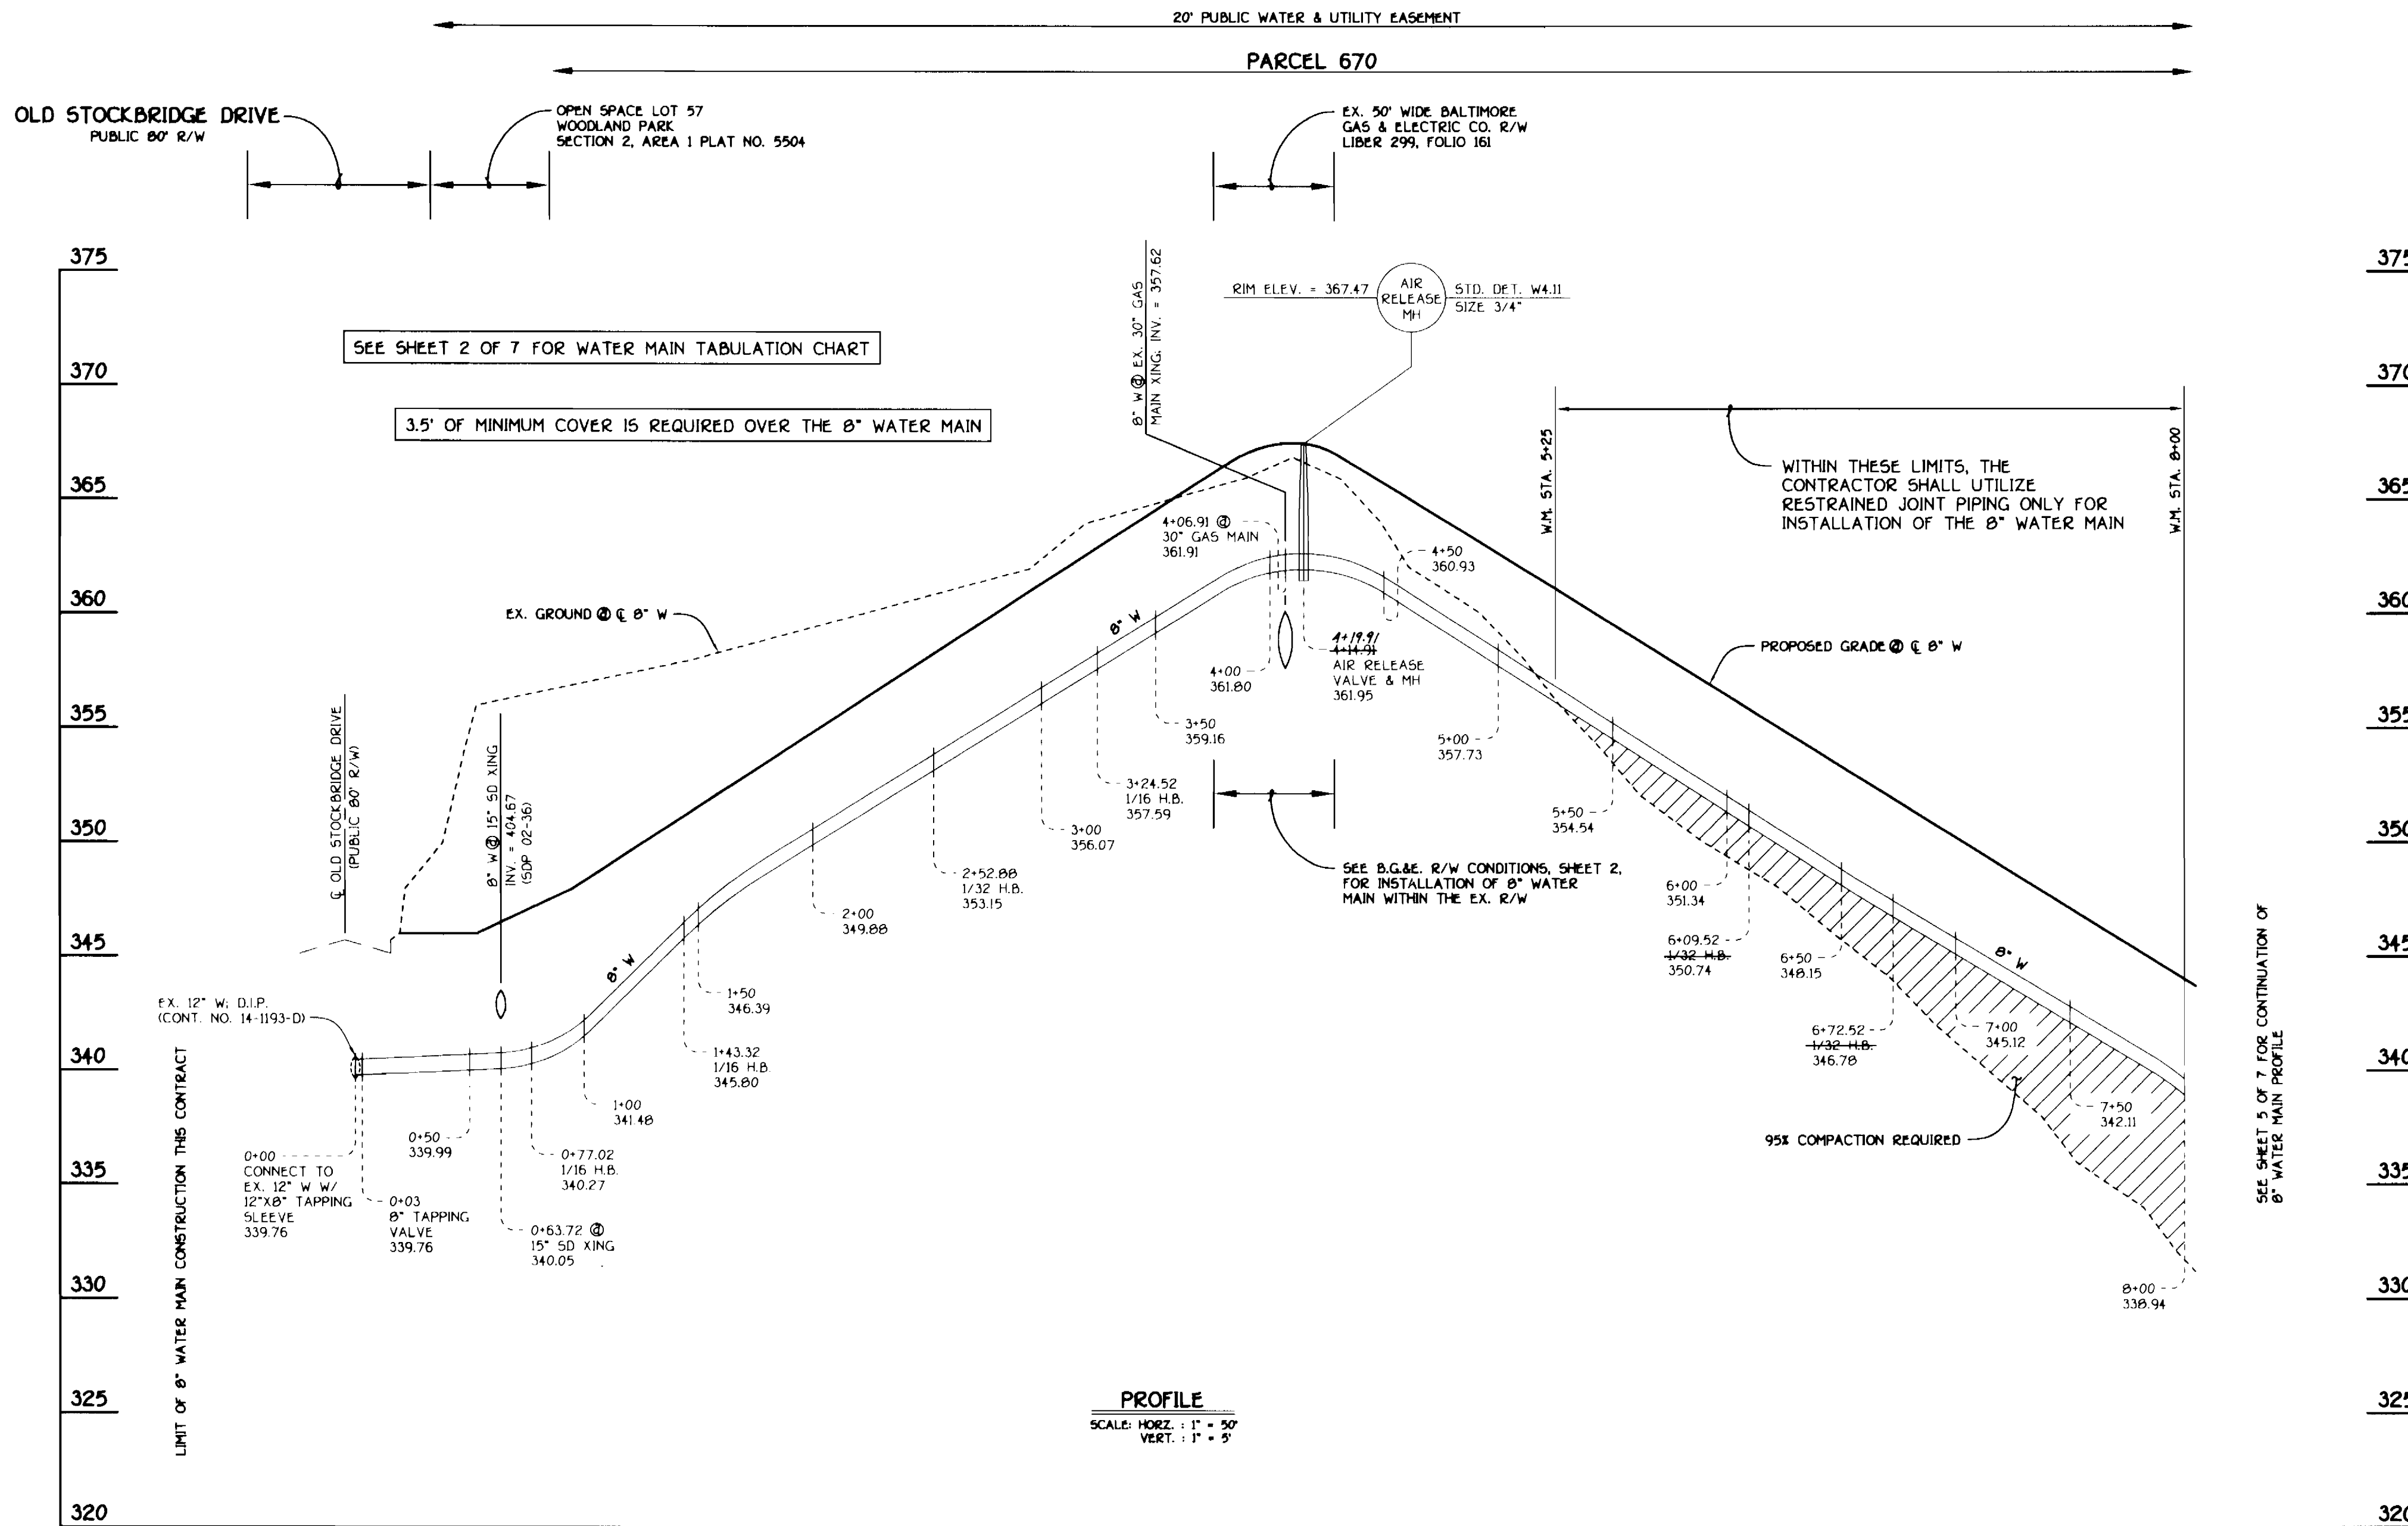 20' PUBLIC WATER & UTILITY EASEMENT
PARCEL 670
OLD STOCKBRIDGE DRIVE
PUBLIC 80' R/W
OPEN SPACE LOT 57
WOODLAND PARK
SECTION 2, AREA 1 PLAT NO. 5504
EX. 50' WIDE BALTIMORE
GAS & ELECTRIC CO. R/W
LIBER 299, FOLIO 161
375
370
365
360
355
350
345
340
335
330
325
320
SEE SHEET 2 OF 7 FOR WATER MAIN TABULATION CHART
3.5' OF MINIMUM COVER IS REQUIRED OVER THE 8" WATER MAIN
8" W @ EX. 30" GAS
MAIN XING; INV. = 357.62
RIM ELEV. = 367.47
AIR
RELEASE
MH
STD. DET. W4.11
SIZE 3/4"
W.M. STA. 5+25
W.M. STA. 8+00
WITHIN THESE LIMITS, THE
CONTRACTOR SHALL UTILIZE
RESTRAINED JOINT PIPING ONLY FOR
INSTALLATION OF THE 8" WATER MAIN
4+06.91 @
30" GAS MAIN
361.91
4+50
360.93
EX. GROUND @ ℄ 8" W
8" W
PROPOSED GRADE @ ℄ 8" W
4+00
361.80
4+19.91
4+14.91
AIR RELEASE
VALVE & MH
361.95
℄ OLD STOCKBRIDGE DRIVE
(PUBLIC 80' R/W)
8" W @ 15" SD XING
INV. = 404.67
(SDP 02-36)
3+50
359.16
5+00
357.73
3+24.52
1/16 H.B.
357.59
3+00
356.07
5+50
354.54
2+52.88
1/32 H.B.
353.15
SEE B.G.&E. R/W CONDITIONS, SHEET 2,
FOR INSTALLATION OF 8" WATER
MAIN WITHIN THE EX. R/W
2+00
349.88
6+00
351.34
6+09.52
1/32 H.B.
350.74
6+50
348.15
8" W
8" W
1+50
346.39
EX. 12" W; D.I.P.
(CONT. NO. 14-1193-D)
1+43.32
1/16 H.B.
345.80
6+72.52
1/32 H.B.
346.78
7+00
345.12
1+00
341.48
7+50
342.11
95% COMPACTION REQUIRED
0+00
CONNECT TO
EX. 12" W W/
12"X8" TAPPING
SLEEVE
339.76
0+03
8" TAPPING
VALVE
339.76
0+50
339.99
0+77.02
1/16 H.B.
340.27
0+63.72 @
15" SD XING
340.05
8+00
338.94
LIMIT OF 8" WATER MAIN CONSTRUCTION THIS CONTRACT
SEE SHEET 5 OF 7 FOR CONTINUATION OF
8" WATER MAIN PROFILE
PROFILE
SCALE: HORZ. : 1" = 50'
VERT. : 1" = 5'
375
370
365
360
355
350
345
340
335
330
325
320